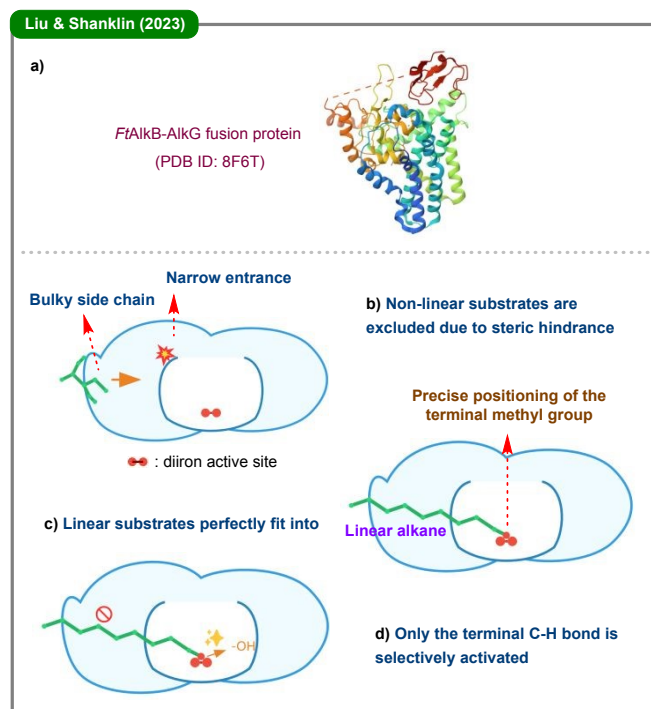 Liu & Shanklin (2023)
a)
FtAlkB-AlkG fusion protein
(PDB ID: 8F6T)
Narrow entrance
Bulky side chain
b) Non-linear substrates are
excluded due to steric hindrance
Precise positioning of the
terminal methyl group
: diiron active site
c) Linear substrates perfectly fit into
Linear alkane
-OH
d) Only the terminal C-H bond is
selectively activated